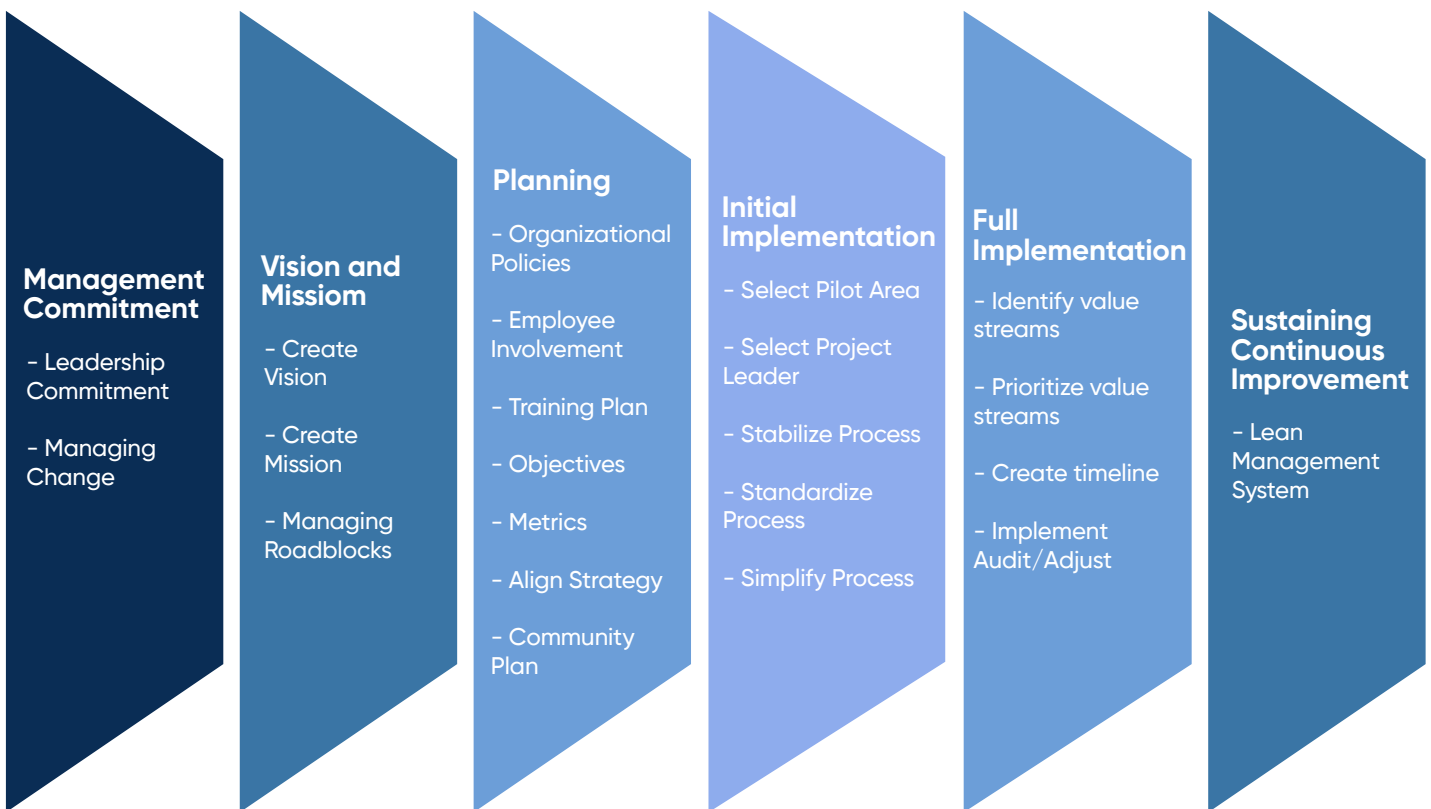 Management
Commitment
- Leadership
Commitment
- Managing
Change
Vision and
Missiom
- Create
Vision
- Create
Mission
- Managing
Roadblocks
Planning
- Organizational
Policies
- Employee
Involvement
- Training Plan
- Objectives
- Metrics
- Align Strategy
- Community
Plan
Initial
Implementation
- Select Pilot Area
- Select Project
Leader
- Stabilize Process
- Standardize
Process
- Simplify Process
Full
Implementation
- Identify value
streams
- Prioritize value
streams
- Create timeline
- Implement
Audit/Adjust
Sustaining
Continuous
Improvement
- Lean
Management
System